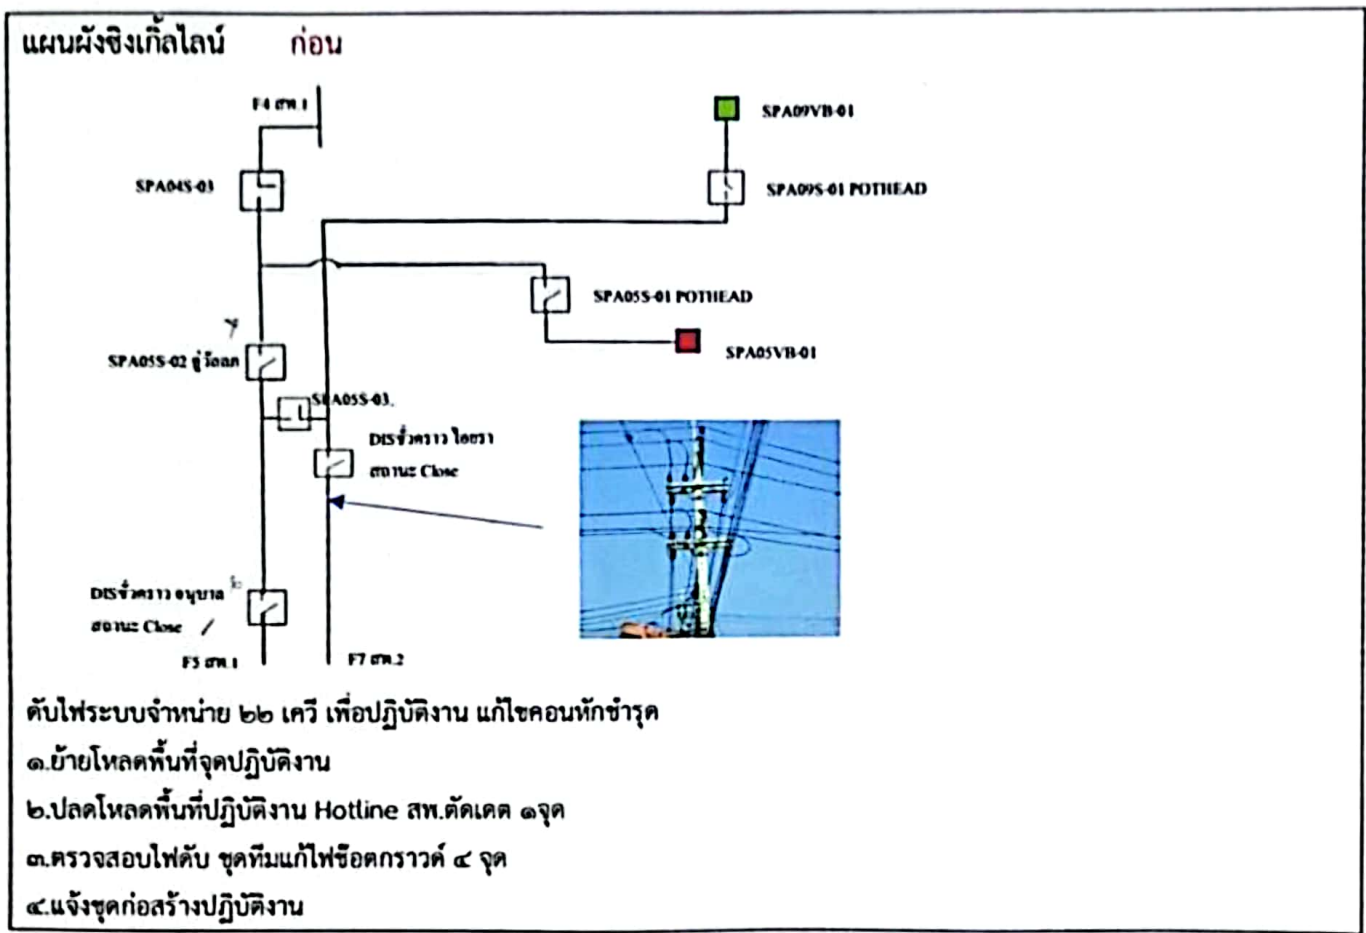 แผนผังซิงเกิ้ลไลน์ ก่อน
F4 สพ.1
SPA09VB-01
SPA04S-03
SPA09S-01 POTHEAD
SPA05S-01 POTHEAD
SPA05VB-01
SPA05S-02
SPA05S-03
DISชั่วคราว ไอยรา
สถานะ Close
DISชั่วคราว อนุบาล
สถานะ Close
F5 สพ.1
F7 สพ.2
ดับไฟระบบจำหน่าย ๒๒ เควี เพื่อปฏิบัติงาน แก้ไขคอนหักชำรุด
๑.ย้ายโหลดพื้นที่จุดปฏิบัติงาน
๒.ปลดโหลดพื้นที่ปฏิบัติงาน Hotline สพ.ตัดเดด ๑จุด
๓.ตรวจสอบไฟดับ ชุดทีมแก้ไฟช๊อตกราวด์ ๔ จุด
๔.แจ้งชุดก่อสร้างปฏิบัติงาน